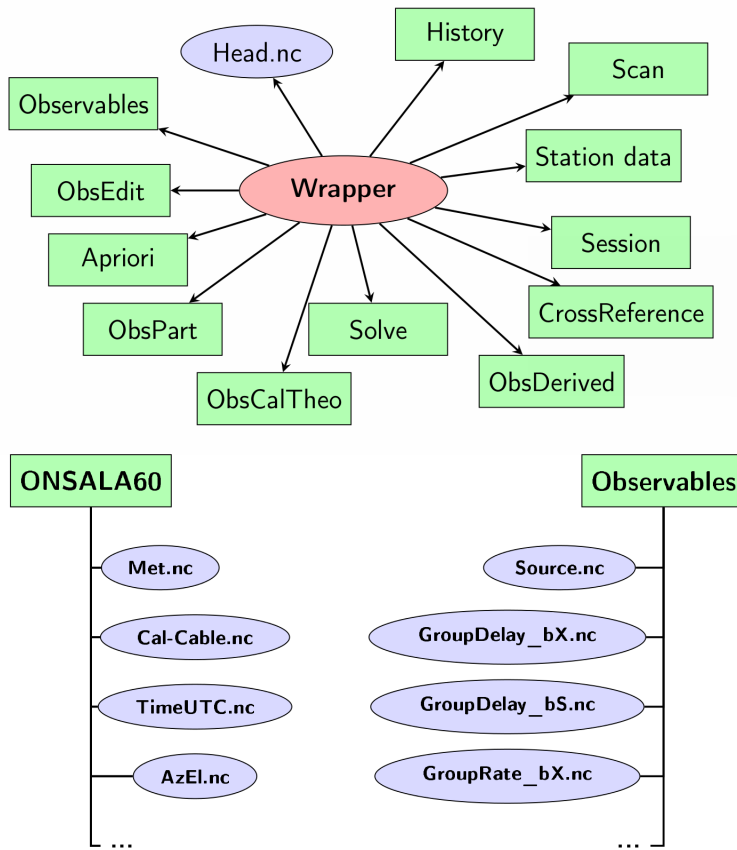 History
Head.nc
Scan
Observables
Station data
ObsEdit
Wrapper
Session
Apriori
CrossReference
ObsPart
Solve
ObsDerived
ObsCalTheo
ONSALA60
Observables
Met.nc
Source.nc
Cal-Cable.nc
GroupDelay_bX.nc
TimeUTC.nc
GroupDelay_bS.nc
AzEl.nc
GroupRate_bX.nc
...
...